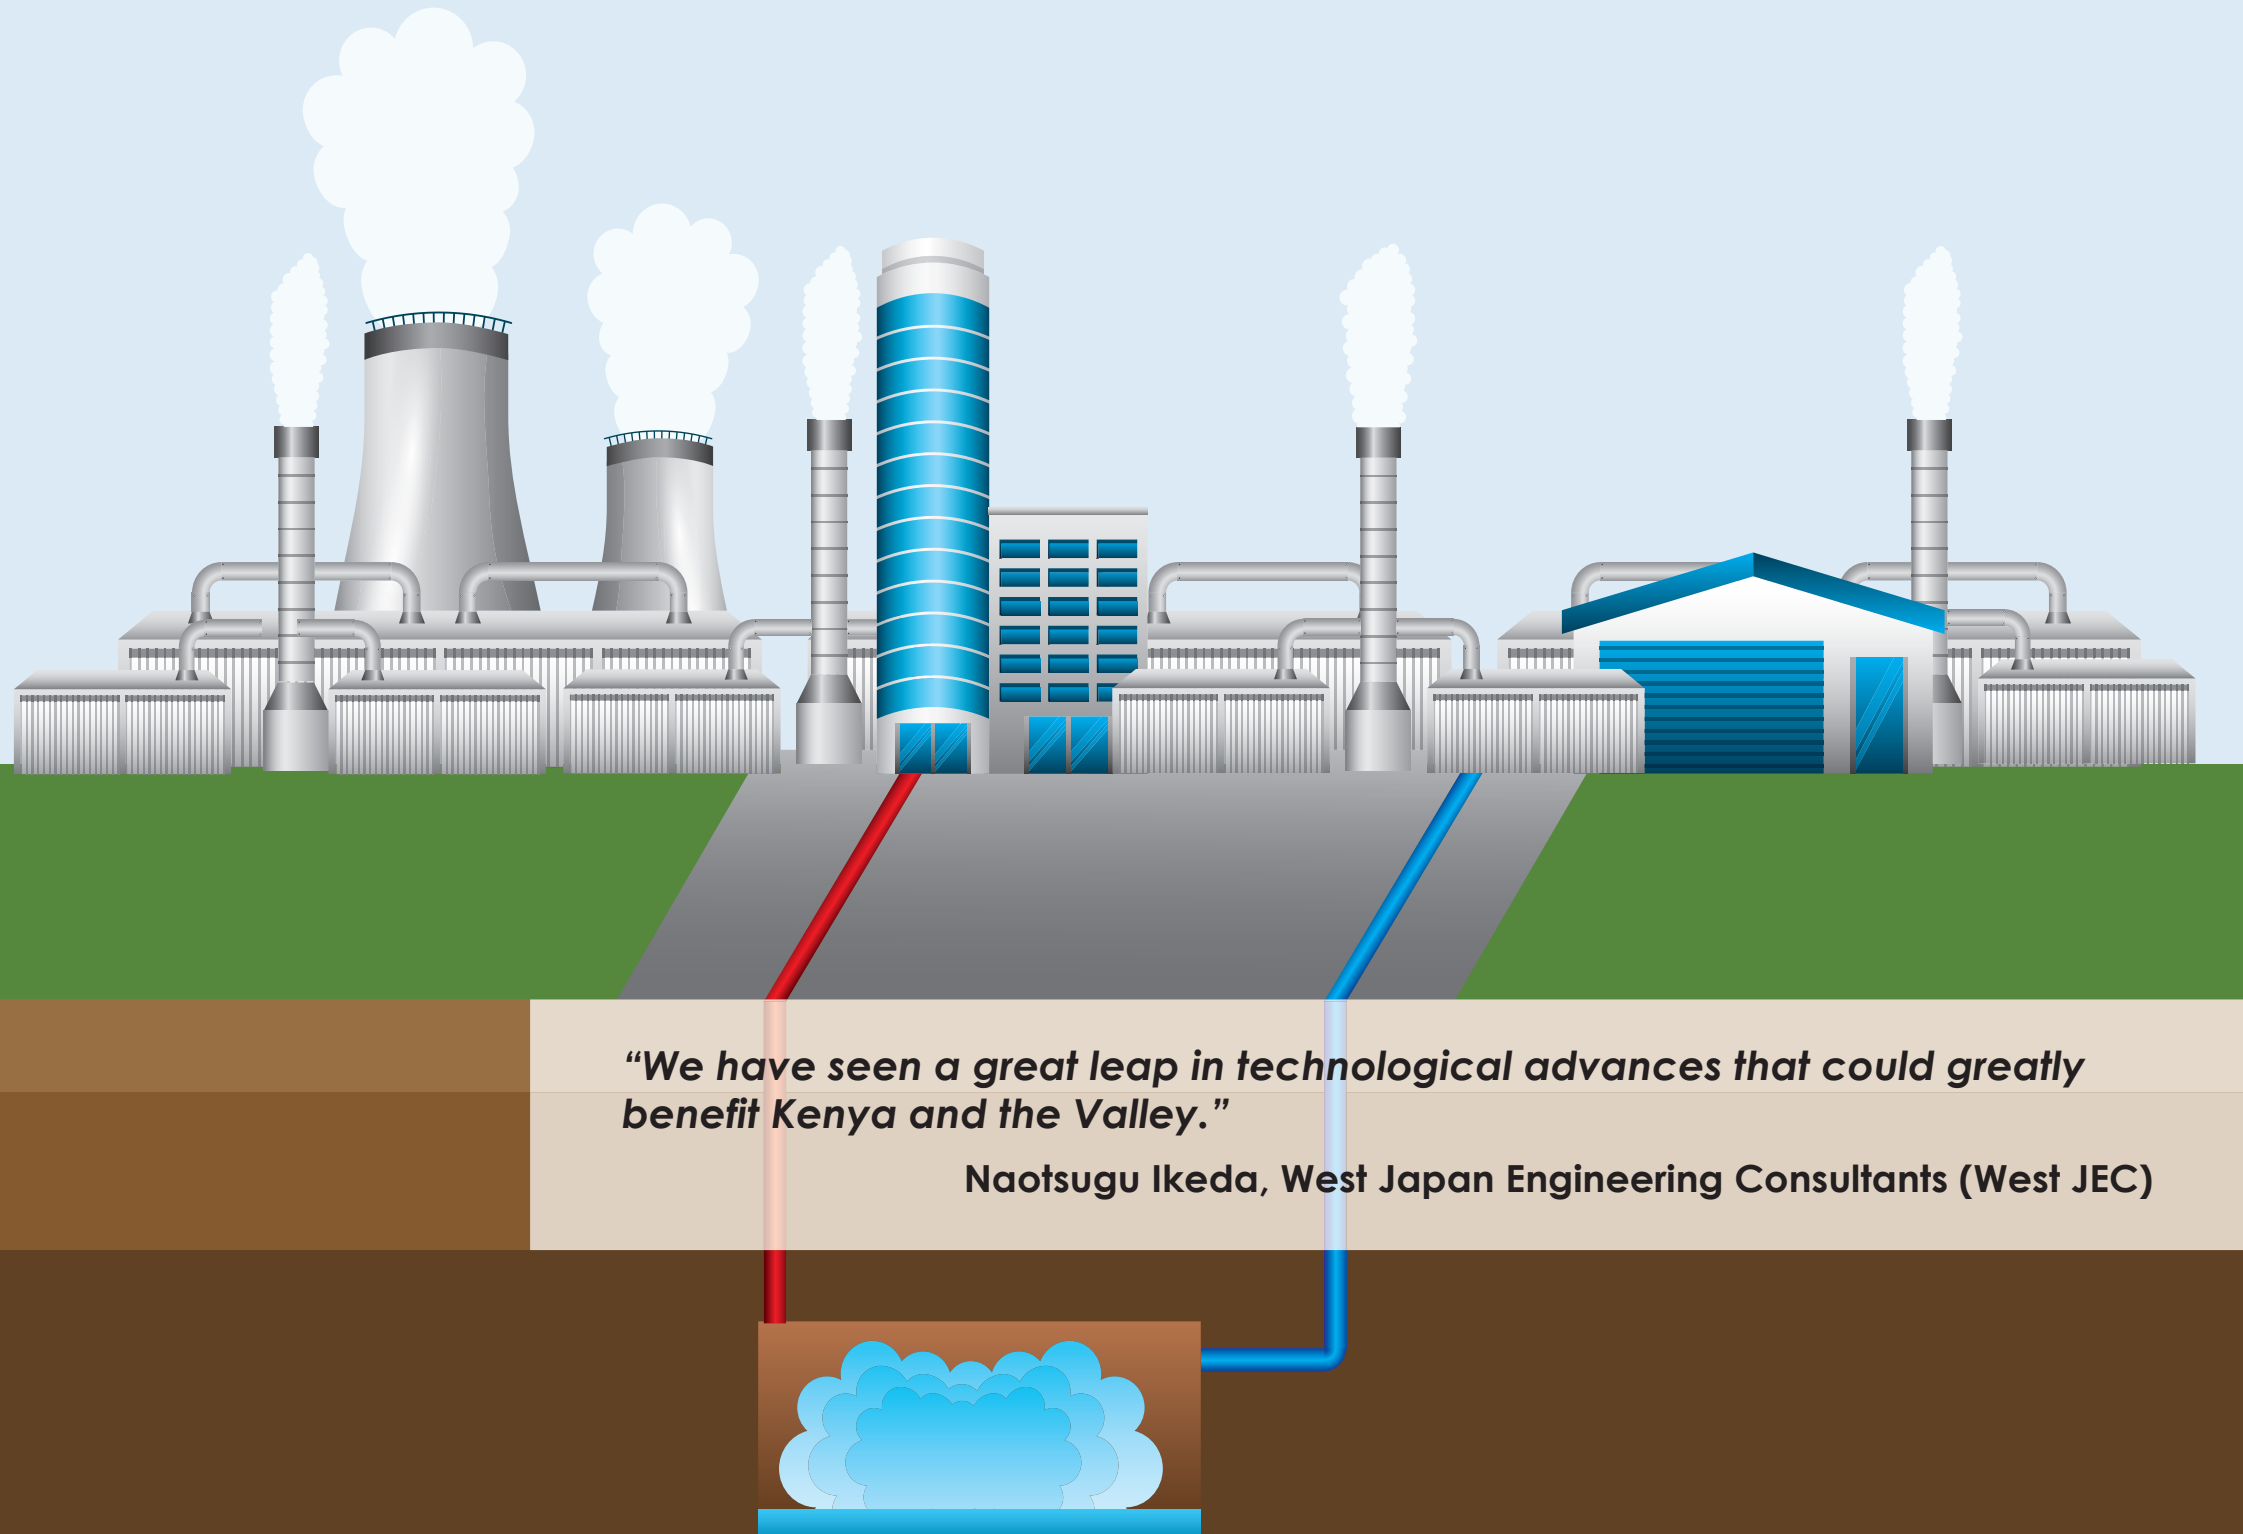 “We have seen a great leap in technological advances that could greatly
benefit Kenya and the Valley.”
Naotsugu Ikeda, West Japan Engineering Consultants (West JEC)